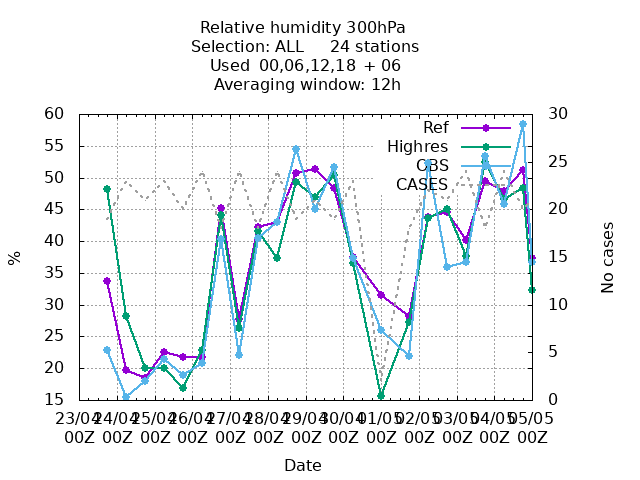 Relative humidity 300hPa
Selection: ALL     24 stations
Used  00,06,12,18 + 06
Averaging window: 12h
60
55
50
45
40
35
30
25
20
15
%
30
25
20
15
10
5
0
No cases
Ref
Highres
OBS
CASES
23/04 24/04 25/04 26/04 27/04 28/04 29/04 30/04 01/05 02/05 03/05 04/05 05/05
00Z 00Z 00Z 00Z 00Z 00Z 00Z 00Z 00Z 00Z 00Z 00Z 00Z
Date